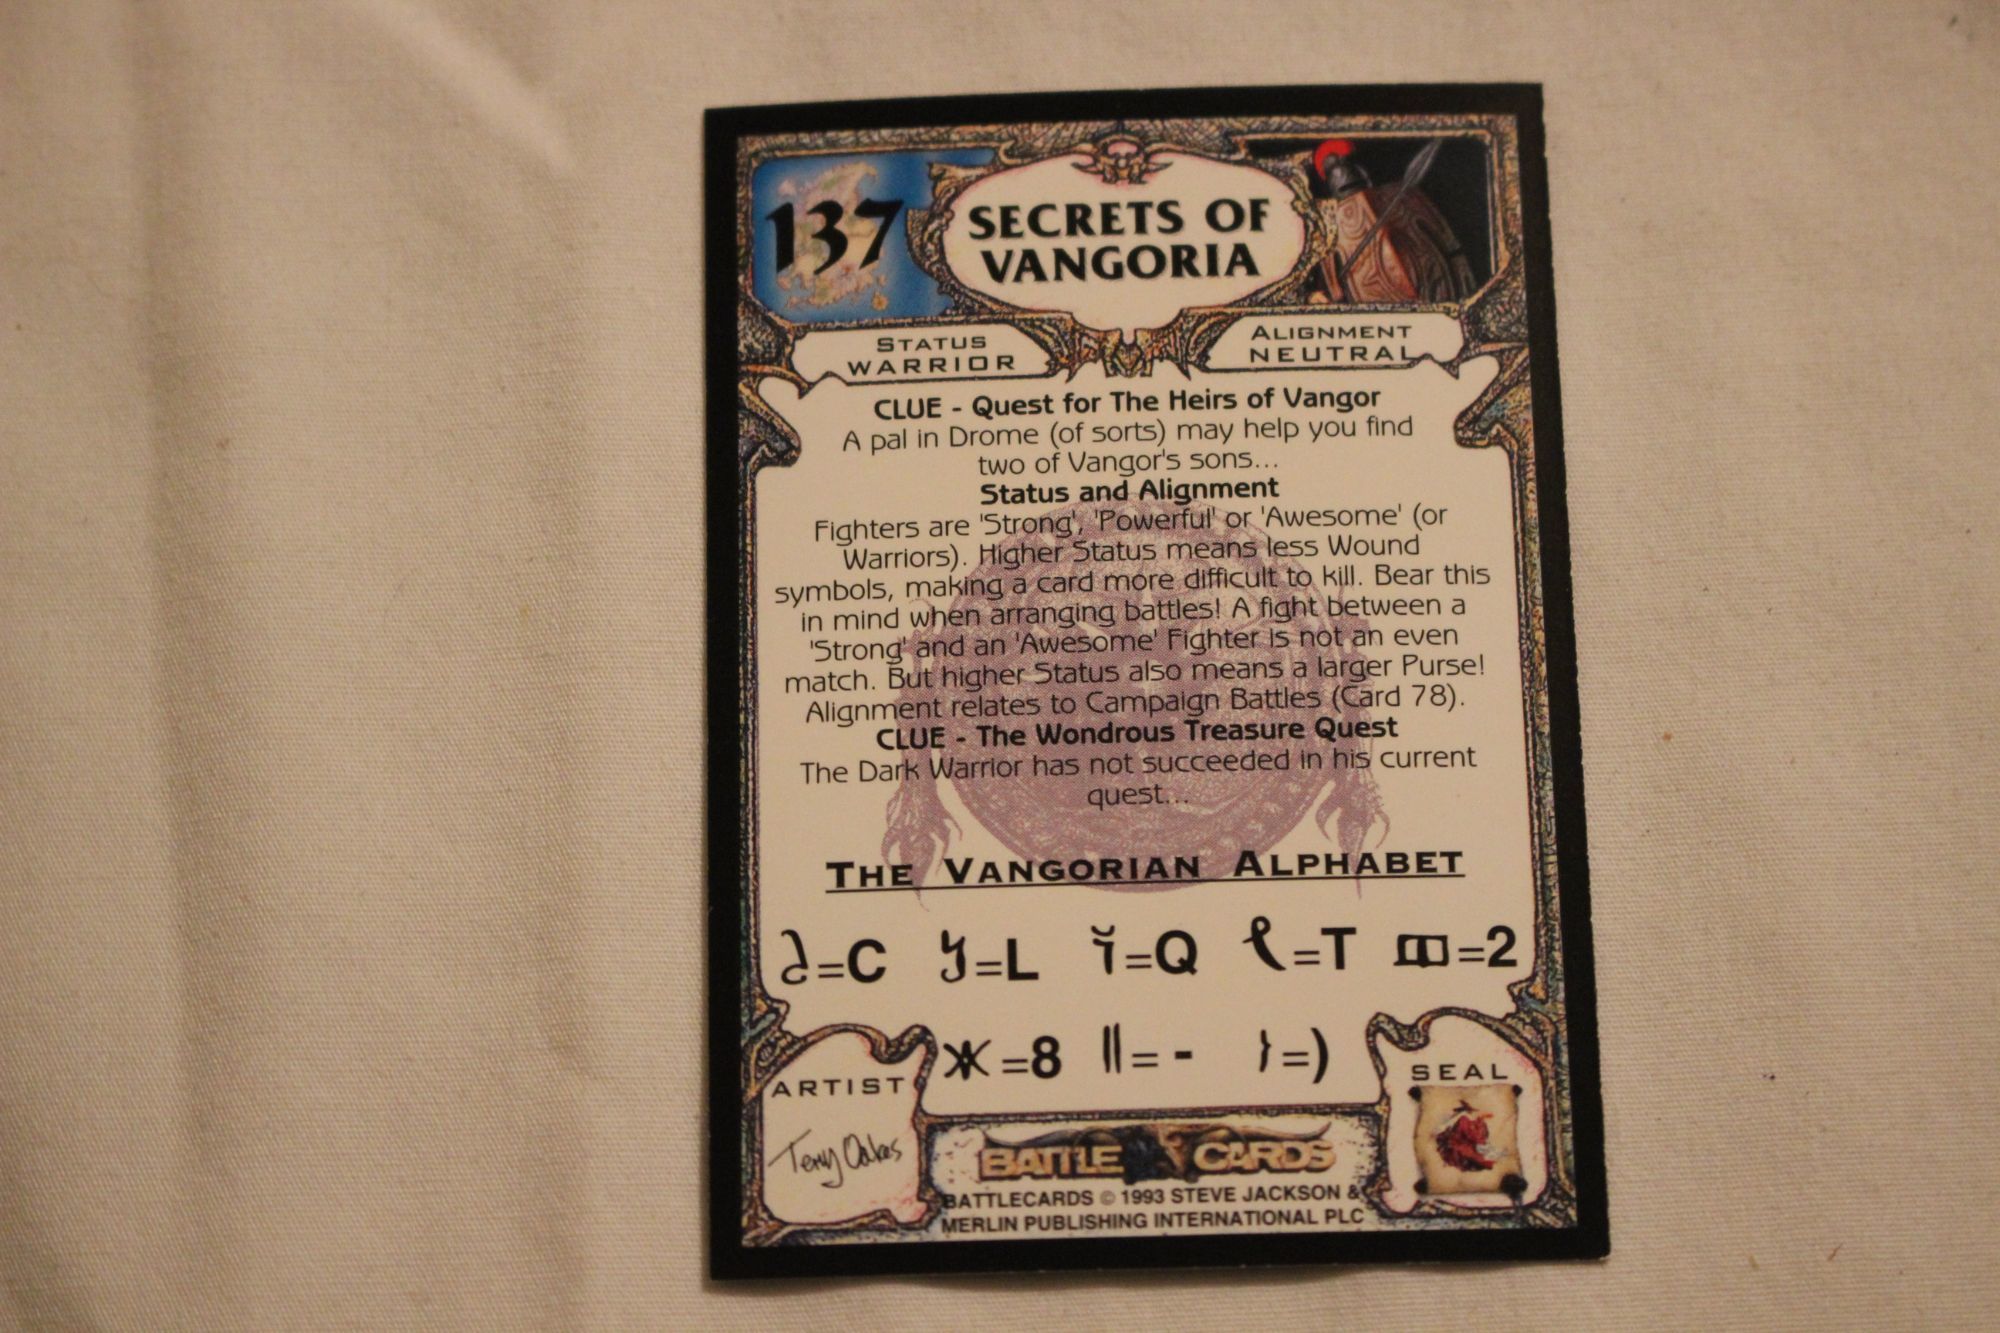 137
SECRETS OF
VANGORIA
STATUS
WARRIOR
ALIGNMENT
NEUTRAL
CLUE - Quest for The Heirs of Vangor
A pal in Drome (of sorts) may help you find
two of Vangor's sons...
Status and Alignment
Fighters are 'Strong', 'Powerful' or 'Awesome' (or
Warriors). Higher Status means less Wound
symbols, making a card more difficult to kill. Bear this
in mind when arranging battles! A fight between a
'Strong' and an 'Awesome' Fighter is not an even
match. But higher Status also means a larger Purse!
Alignment relates to Campaign Battles (Card 78).
CLUE - The Wondrous Treasure Quest
The Dark Warrior has not succeeded in his current
quest...
THE VANGORIAN ALPHABET
=C =L =Q =T =2
=8 = - =)
ARTIST
Terry Oakes
SEAL
BATTLE CARDS
BATTLECARDS © 1993 STEVE JACKSON &
MERLIN PUBLISHING INTERNATIONAL PLC